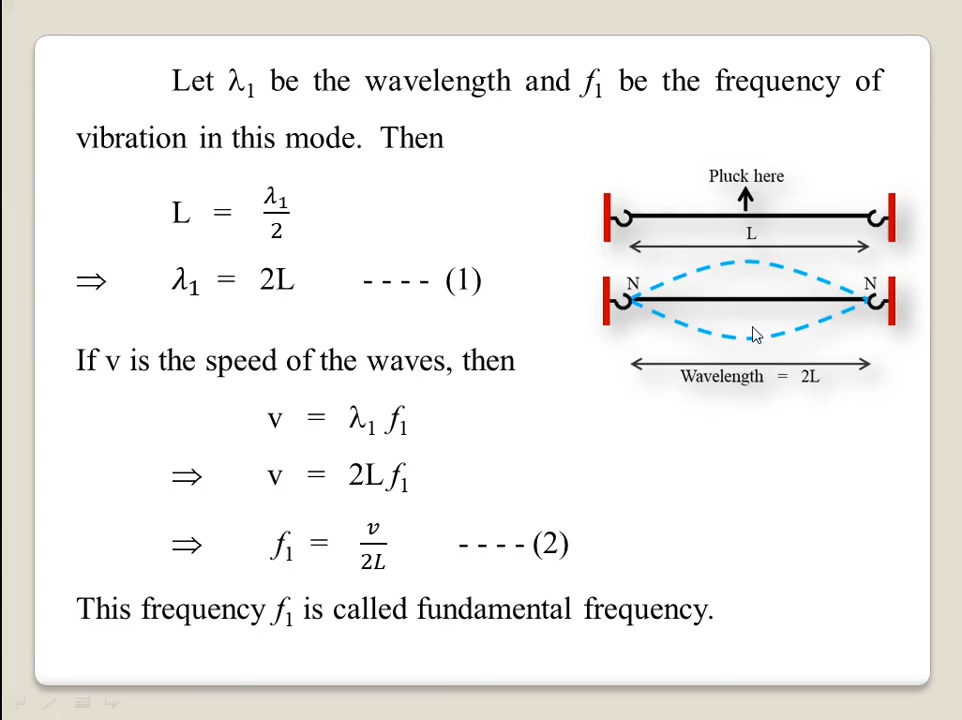 Let λ₁ be the wavelength and f₁ be the frequency of
vibration in this mode. Then
L = λ₁/2
⇒ λ₁ = 2L - - - - (1)
If v is the speed of the waves, then
v = λ₁ f₁
⇒ v = 2L f₁
⇒ f₁ = v/2L - - - - (2)
This frequency f₁ is called fundamental frequency.
Pluck here
L
N N
Wavelength = 2L